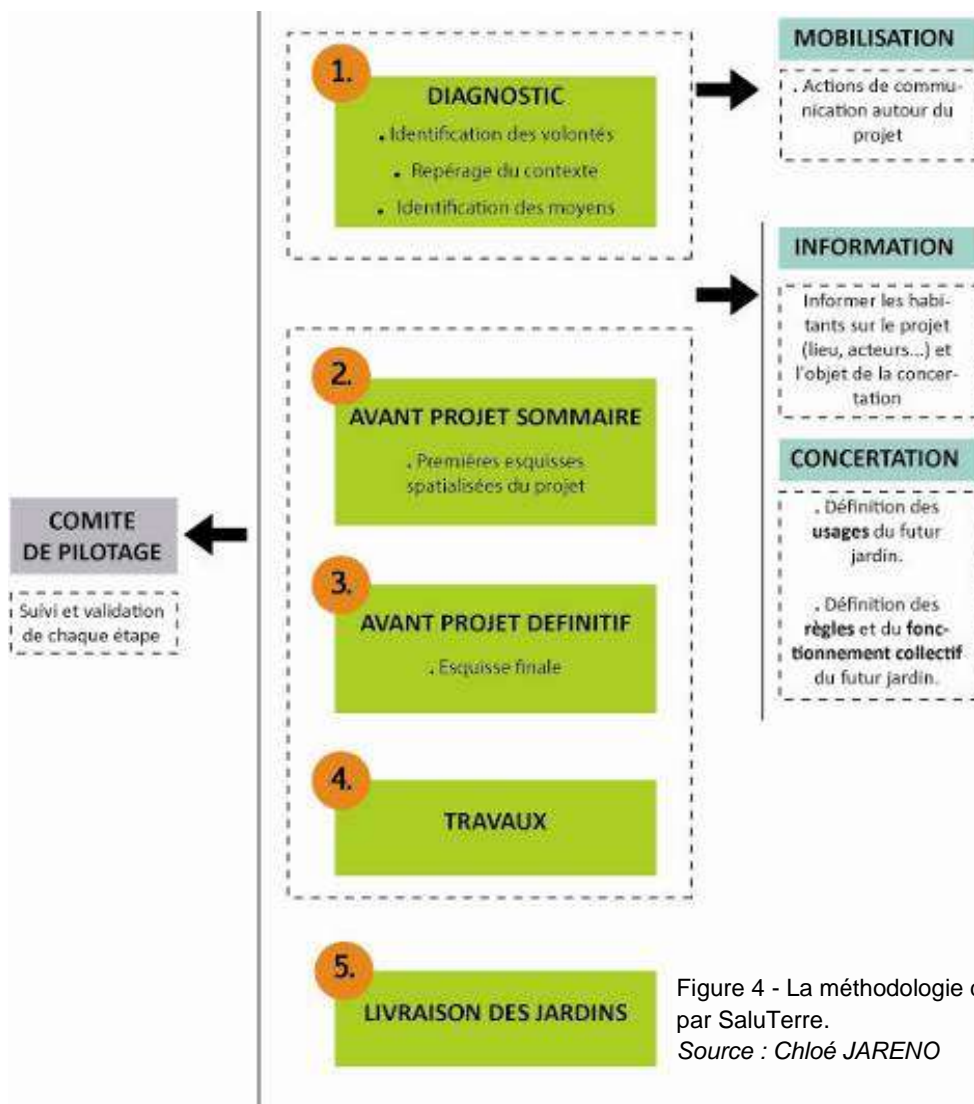 1.
DIAGNOSTIC
. Identification des volontés
. Repérage du contexte
. Identification des moyens
MOBILISATION
. Actions de commu-
nication autour du
projet
INFORMATION
Informer les habi-
tants sur le projet
(lieu, acteurs...) et
l'objet de la concer-
tation
2.
AVANT PROJET SOMMAIRE
. Premières esquisses
spatialisées du projet
CONCERTATION
. Définition des
usages du futur
jardin.
. Définition des
règles et du fonc-
tionnement collectif
du futur jardin.
COMITE
DE PILOTAGE
Suivi et validation
de chaque étape
3.
AVANT PROJET DEFINITIF
. Esquisse finale
4.
TRAVAUX
5.
LIVRAISON DES JARDINS
Figure 4 - La méthodologie
par SaluTerre.
Source : Chloé JARENO